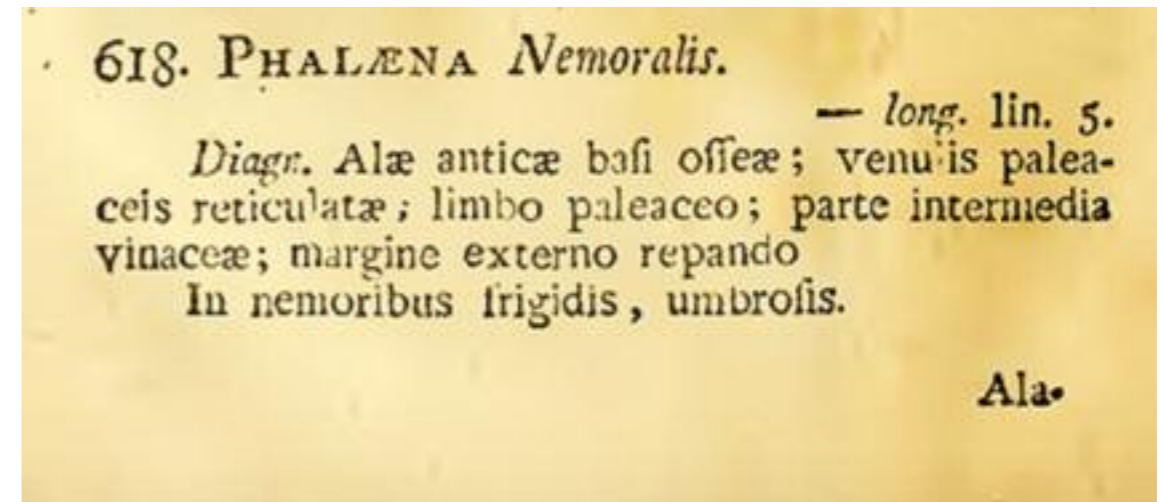 618. PHALÆNA Nemoralis.
— long. lin. 5.
Diagn. Alæ anticæ baſi oſſeæ; venulis palea-
ceis reticulatæ; limbo paleaceo; parte intermedia
vinaceæ; margine externo repando
In nemoribus frigidis, umbroſis.
Ala-